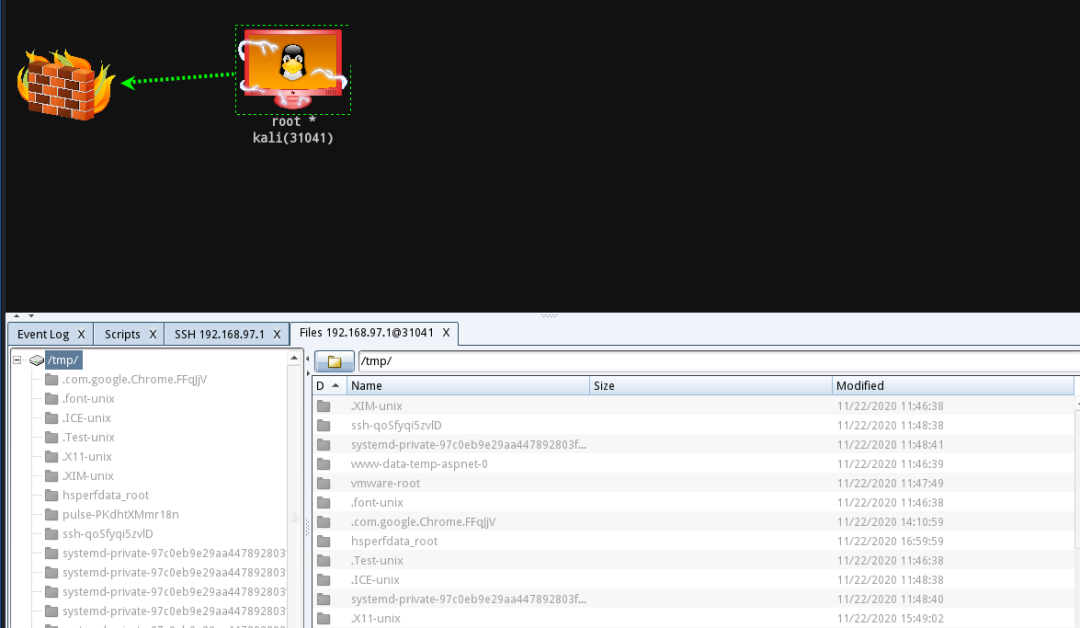 root *
kali(31041)
Event Log X Scripts X SSH 192.168.97.1 X Files 192.168.97.1@31041 X
/tmp/
.com.google.Chrome.FFqJjV
.font-unix
.ICE-unix
.Test-unix
.X11-unix
.XIM-unix
hsperfdata_root
pulse-PKdhtXMmr18n
ssh-qoSfyqi5zvlD
systemd-private-97c0eb9e29aa447892803
systemd-private-97c0eb9e29aa447892803
systemd-private-97c0eb9e29aa447892803
systemd-private-97c0eb9e29aa447892803
/tmp/
D Name Size Modified
.XIM-unix 11/22/2020 11:46:38
ssh-qoSfyqi5zvlD 11/22/2020 11:48:38
systemd-private-97c0eb9e29aa447892803f... 11/22/2020 11:48:41
www-data-temp-aspnet-0 11/22/2020 11:46:39
vmware-root 11/22/2020 11:47:49
.font-unix 11/22/2020 11:46:38
.com.google.Chrome.FFqJjV 11/22/2020 14:10:59
hsperfdata_root 11/22/2020 16:59:59
.Test-unix 11/22/2020 11:46:38
.ICE-unix 11/22/2020 11:48:38
systemd-private-97c0eb9e29aa447892803f... 11/22/2020 11:48:40
.X11-unix 11/22/2020 15:49:02